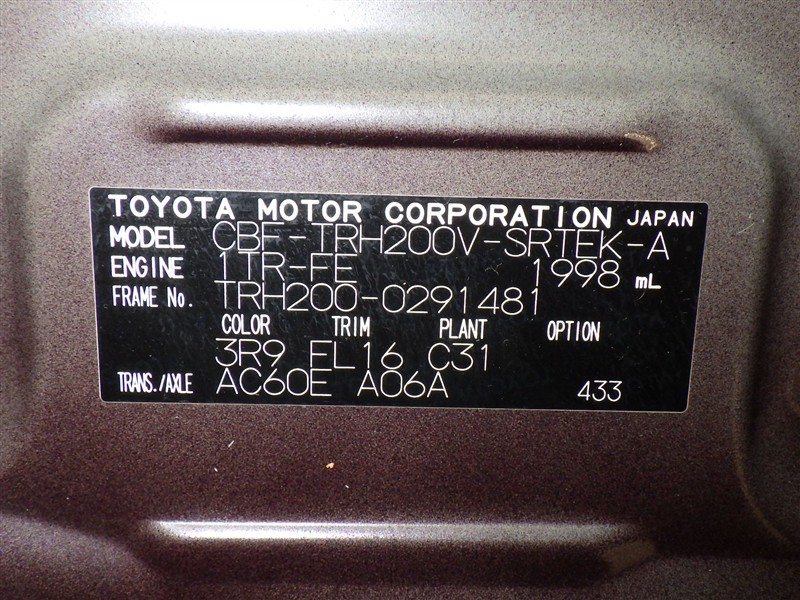 TOYOTA MOTOR CORPORATION JAPAN
MODEL CBF-TRH200V-SRTEK-A
ENGINE 1TR-FE 1998 mL
FRAME No. TRH200-0291481
COLOR TRIM PLANT OPTION
3R9 FL16 C31
TRANS./AXLE AC60E A06A 433